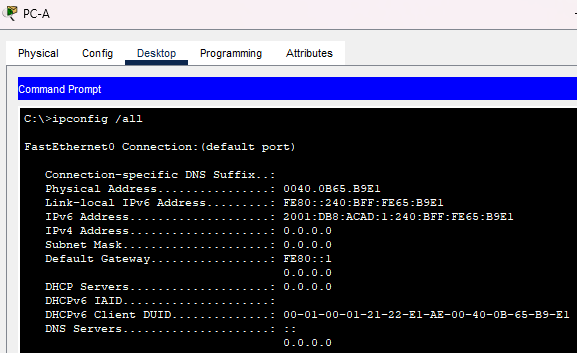 PC-A
Physical Config Desktop Programming Attributes
Command Prompt
C:\>ipconfig /all
FastEthernet0 Connection:(default port)
Connection-specific DNS Suffix..:
Physical Address................: 0040.0B65.B9E1
Link-local IPv6 Address.........: FE80::240:BFF:FE65:B9E1
IPv6 Address....................: 2001:DB8:ACAD:1:240:BFF:FE65:B9E1
IPv4 Address....................: 0.0.0.0
Subnet Mask.....................: 0.0.0.0
Default Gateway.................: FE80::1
0.0.0.0
DHCP Servers....................: 0.0.0.0
DHCPv6 IAID.....................:
DHCPv6 Client DUID..............: 00-01-00-01-21-22-E1-AE-00-40-0B-65-B9-E1
DNS Servers.....................: ::
0.0.0.0